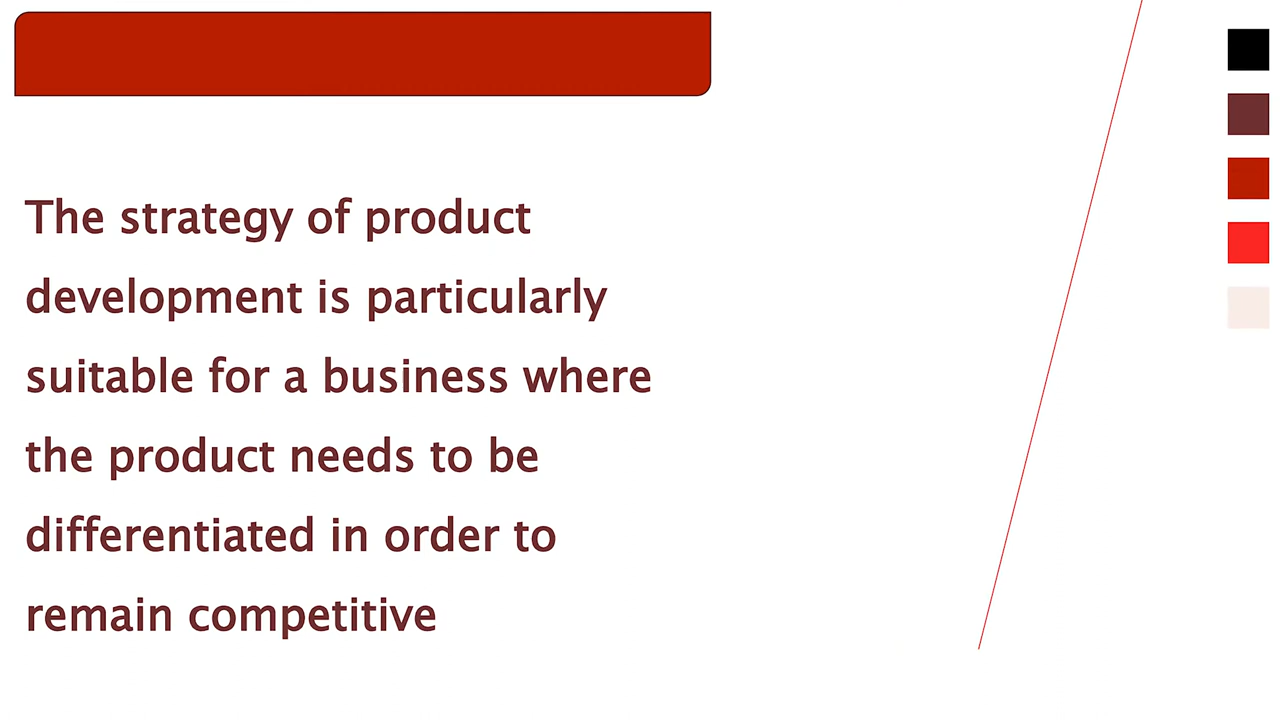 The strategy of product
development is particularly
suitable for a business where
the product needs to be
differentiated in order to
remain competitive